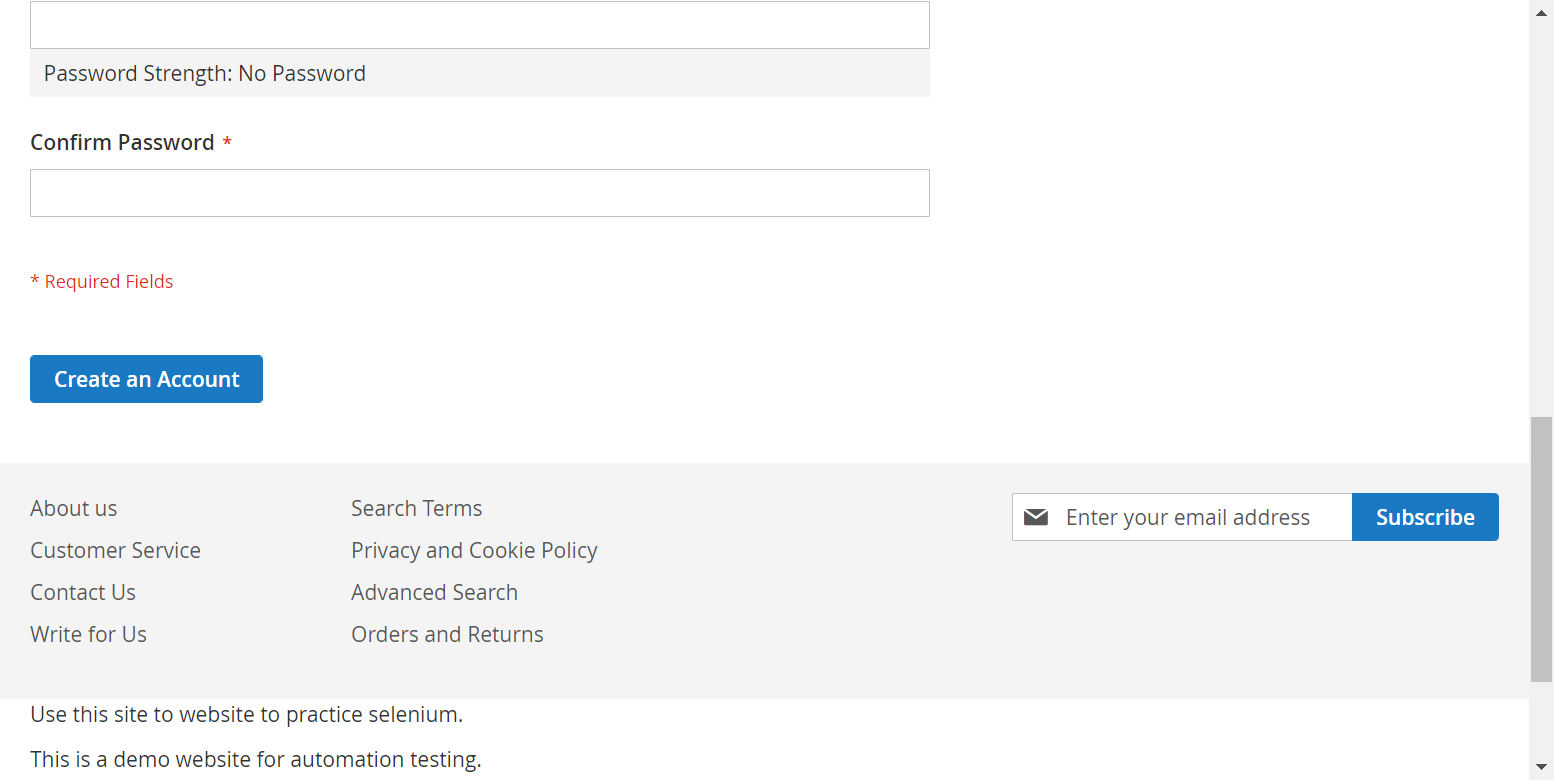 Password Strength: No Password
Confirm Password *
* Required Fields
Create an Account
About us
Customer Service
Contact Us
Write for Us
Search Terms
Privacy and Cookie Policy
Advanced Search
Orders and Returns
Enter your email address
Subscribe
Use this site to website to practice selenium.
This is a demo website for automation testing.